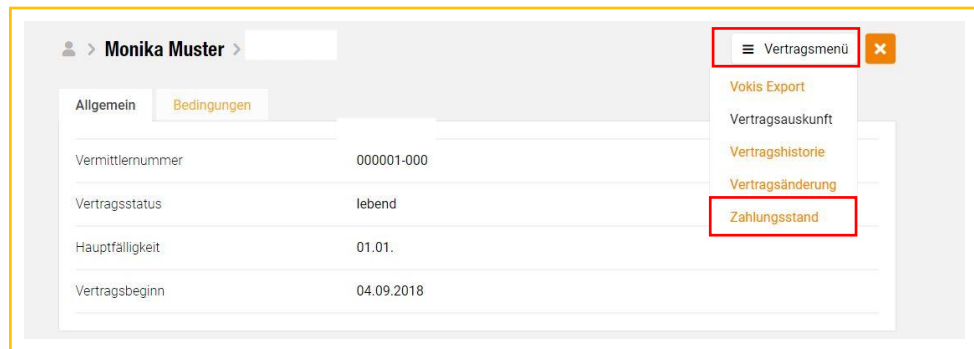 > Monika Muster >
≡ Vertragsmenü ×
Vokis Export
Vertragsauskunft
Vertragshistorie
Vertragsänderung
Zahlungsstand
Allgemein Bedingungen
Vermittlernummer 000001-000
Vertragsstatus lebend
Hauptfälligkeit 01.01.
Vertragsbeginn 04.09.2018